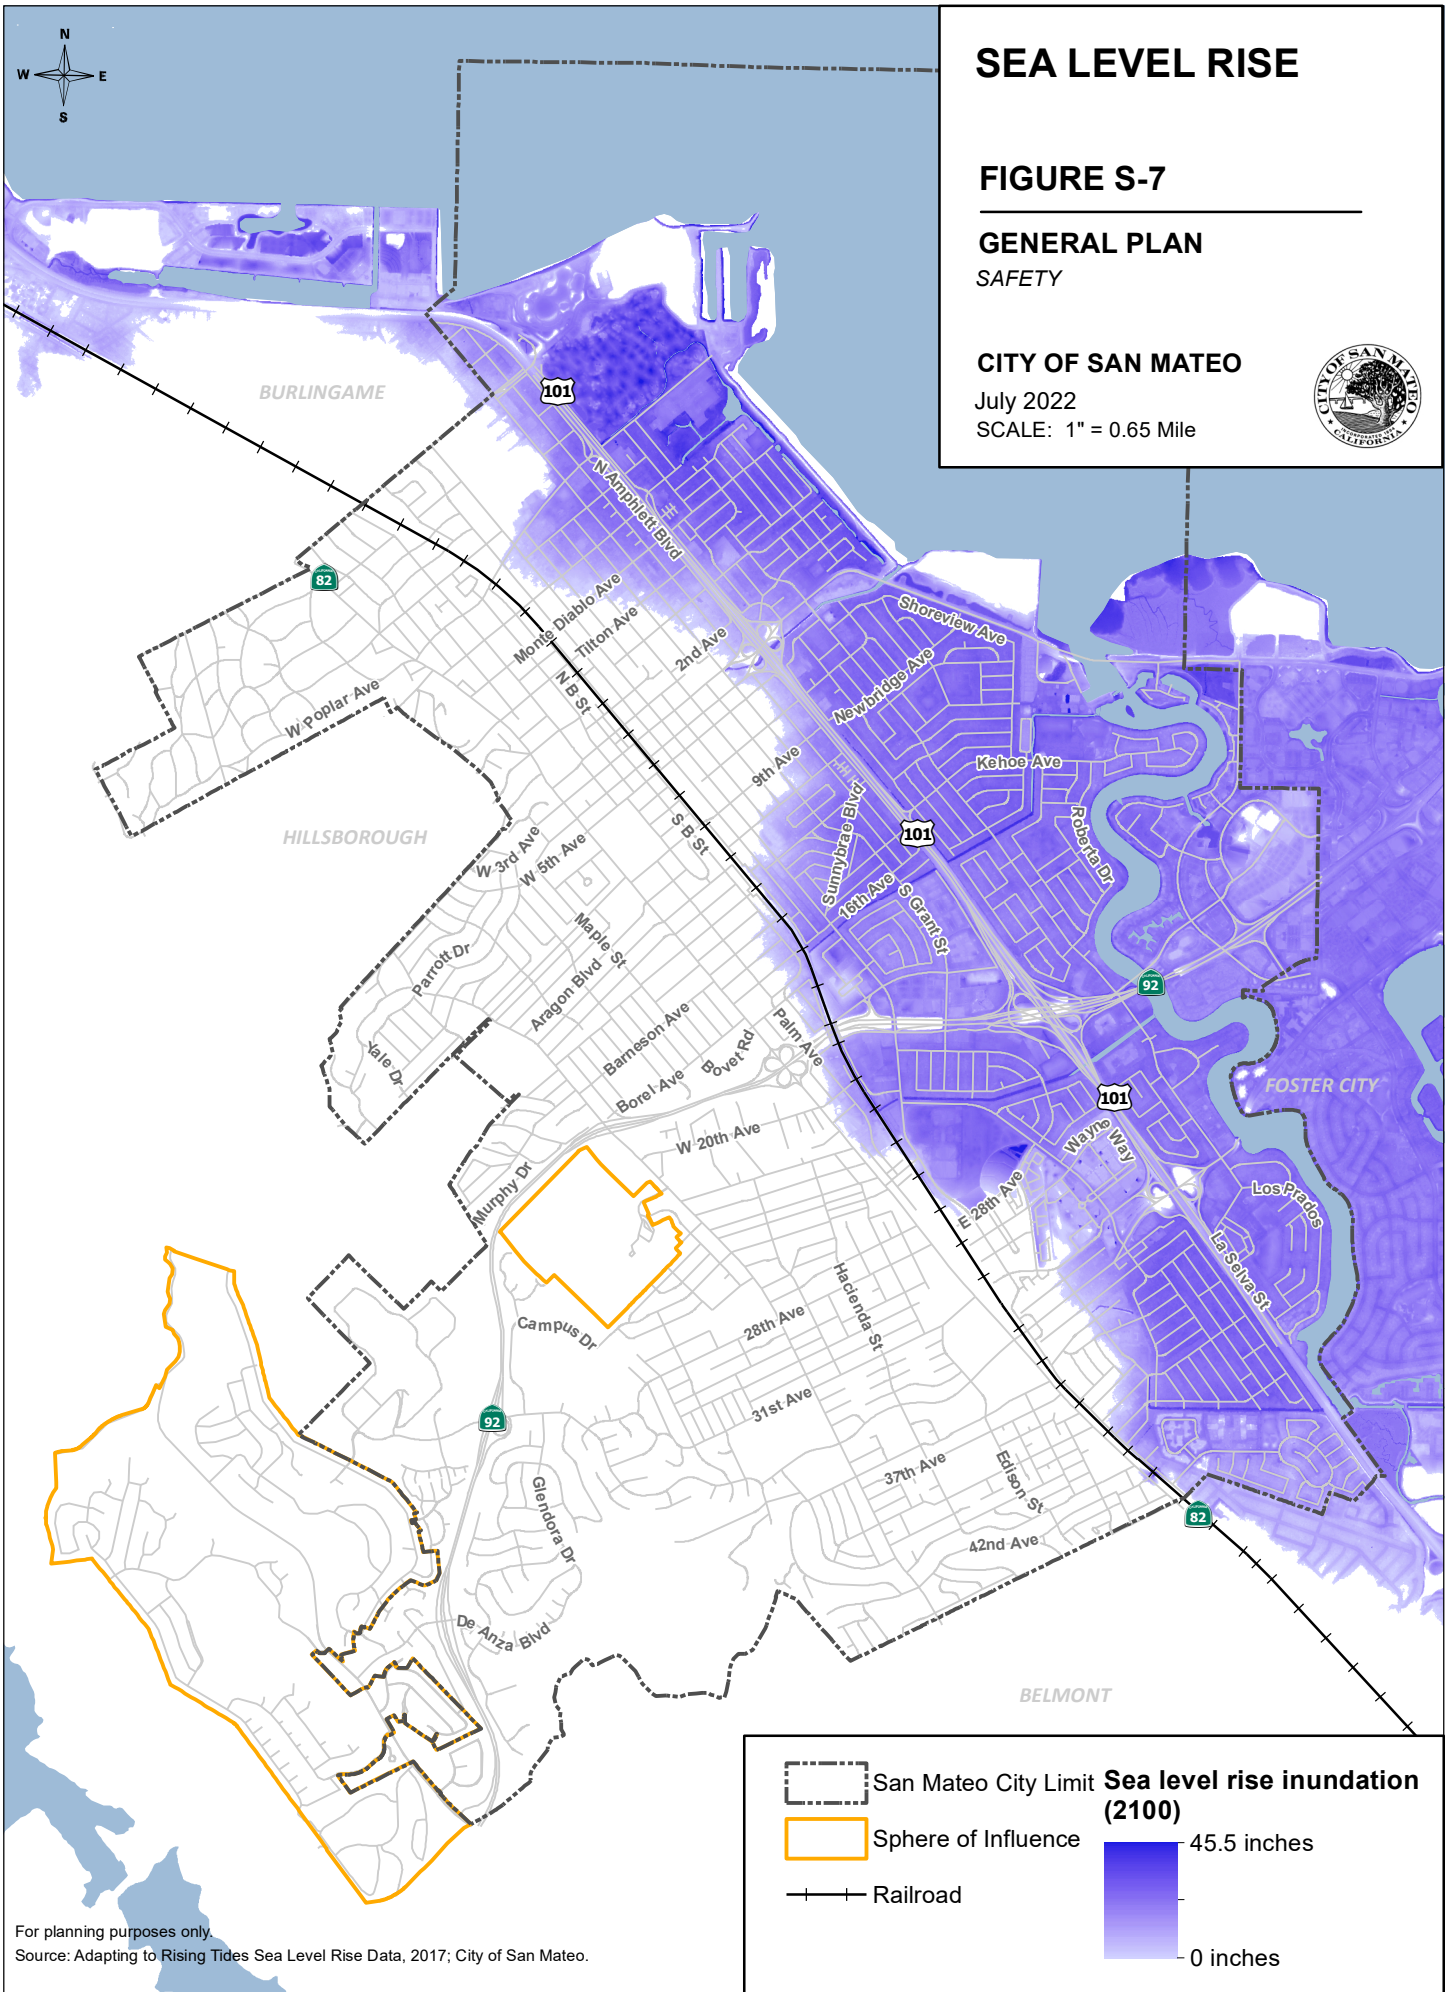 N
W E
S
SEA LEVEL RISE
FIGURE S-7
GENERAL PLAN
SAFETY
CITY OF SAN MATEO
July 2022
SCALE: 1" = 0.65 Mile
CITY OF SAN MATEO
INCORPORATED 1894
CALIFORNIA
BURLINGAME
101
N Amphlett Blvd
82
Monte Diablo Ave
Tilton Ave
2nd Ave
Shoreview Ave
N B St
Newbridge Ave
W Poplar Ave
9th Ave
Kehoe Ave
HILLSBOROUGH
S B St
Sunnybrae Blvd
101
Roberta Dr
W 3rd Ave
W 5th Ave
16th Ave
S Grant St
Maple St
Parrott Dr
Aragon Blvd
92
Barneson Ave
Palm Ave
Bovet Rd
Yale Dr
Borel Ave
FOSTER CITY
101
W 20th Ave
Wayne Way
Murphy Dr
E 28th Ave
Los Prados
La Selva St
Hacienda St
Campus Dr
28th Ave
31st Ave
92
37th Ave
Edison St
Glendora Dr
82
42nd Ave
De Anza Blvd
BELMONT
San Mateo City Limit
Sphere of Influence
Railroad
Sea level rise inundation
(2100)
45.5 inches
0 inches
For planning purposes only.
Source: Adapting to Rising Tides Sea Level Rise Data, 2017; City of San Mateo.